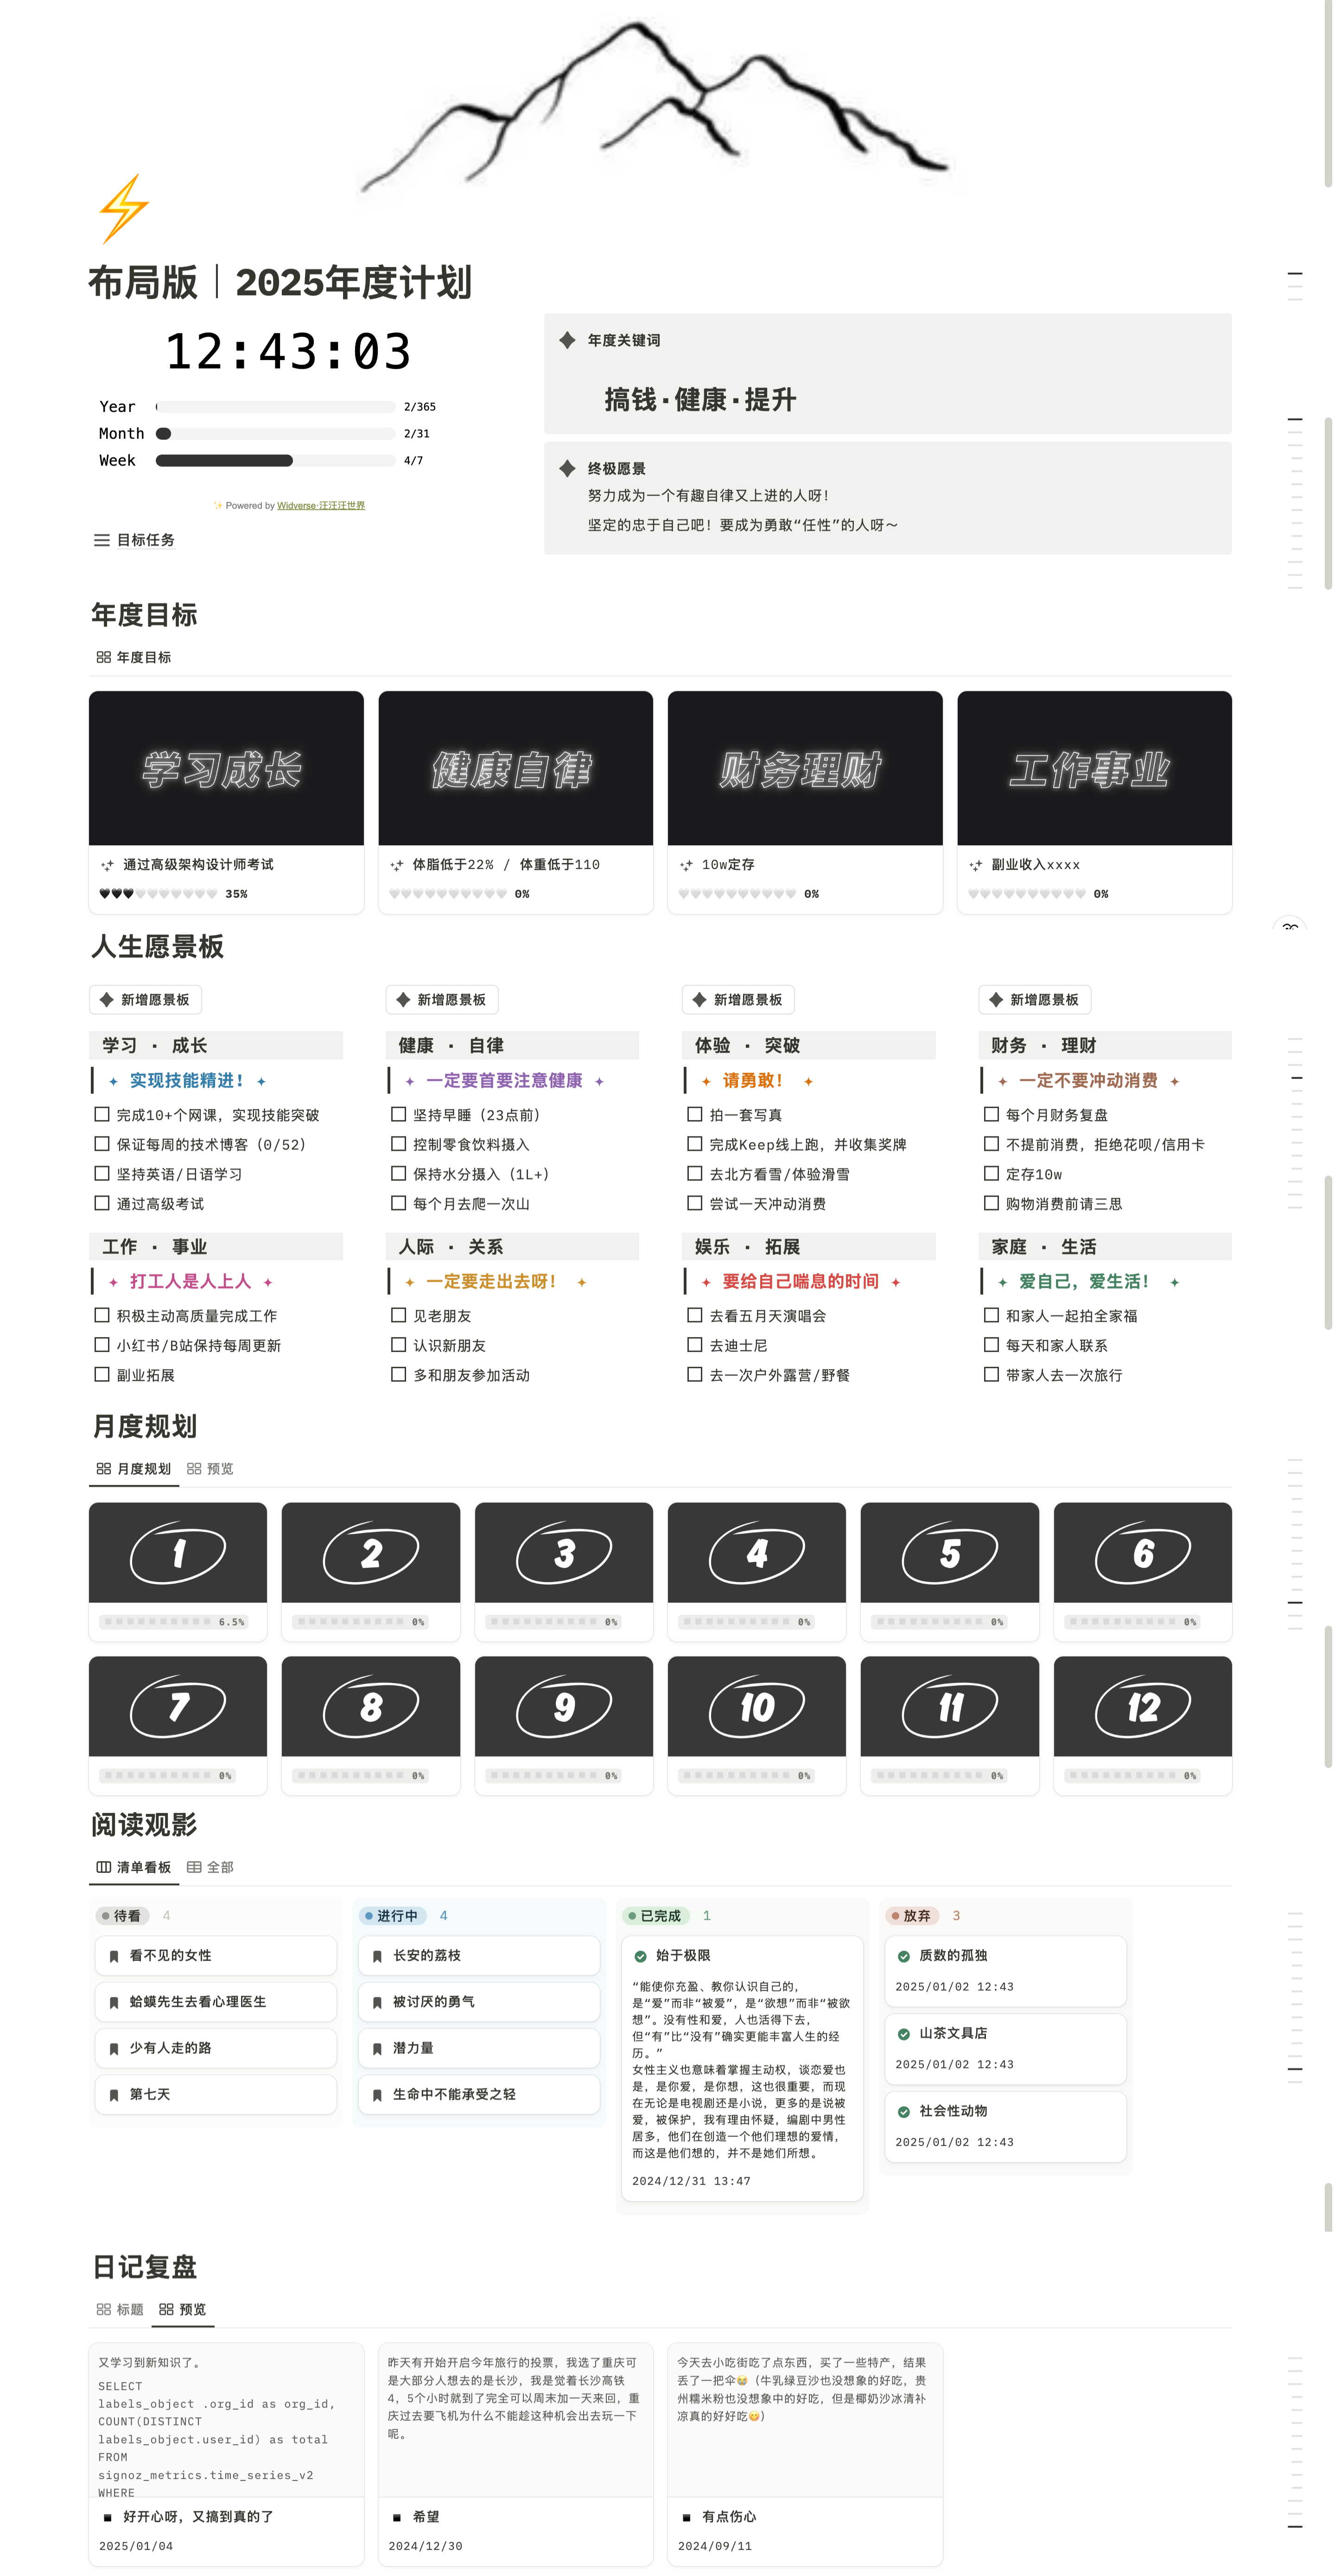 布局版｜2025年度计划
12:43:03
Year 2/365
Month 2/31
Week 4/7
✨ Powered by Widverse·汪汪汪世界
目标任务
年度关键词
搞钱·健康·提升
终极愿景
努力成为一个有趣自律又上进的人呀！
坚定的忠于自己吧！要成为勇敢“任性”的人呀～
年度目标
年度目标
学习成长
通过高级架构设计师考试
35%
健康自律
体脂低于22% / 体重低于110
0%
财务理财
10w定存
0%
工作事业
副业收入xxxx
0%
人生愿景板
新增愿景板
新增愿景板
新增愿景板
新增愿景板
学习 · 成长
✦ 实现技能精进！ ✦
完成10+个网课，实现技能突破
保证每周的技术博客（0/52）
坚持英语/日语学习
通过高级考试
健康 · 自律
✦ 一定要首要注意健康 ✦
坚持早睡（23点前）
控制零食饮料摄入
保持水分摄入（1L+）
每个月去爬一次山
体验 · 突破
✦ 请勇敢！ ✦
拍一套写真
完成Keep线上跑，并收集奖牌
去北方看雪/体验滑雪
尝试一天冲动消费
财务 · 理财
✦ 一定不要冲动消费 ✦
每个月财务复盘
不提前消费，拒绝花呗/信用卡
定存10w
购物消费前请三思
工作 · 事业
✦ 打工人是人上人 ✦
积极主动高质量完成工作
小红书/B站保持每周更新
副业拓展
人际 · 关系
✦ 一定要走出去呀！ ✦
见老朋友
认识新朋友
多和朋友参加活动
娱乐 · 拓展
✦ 要给自己喘息的时间 ✦
去看五月天演唱会
去迪士尼
去一次户外露营/野餐
家庭 · 生活
✦ 爱自己，爱生活！ ✦
和家人一起拍全家福
每天和家人联系
带家人去一次旅行
月度规划
月度规划 预览
1
6.5%
2
0%
3
0%
4
0%
5
0%
6
0%
7
0%
8
0%
9
0%
10
0%
11
0%
12
0%
阅读观影
清单看板 全部
待看 4
看不见的女性
蛤蟆先生去看心理医生
少有人走的路
第七天
进行中 4
长安的荔枝
被讨厌的勇气
潜力量
生命中不能承受之轻
已完成 1
始于极限
“能使你充盈、教你认识自己的，
是“爱”而非“被爱”，是“欲想”而非“被欲
想”。没有性和爱，人也活得下去，
但“有”比“没有”确实更能丰富人生的经
历。”
女性主义也意味着掌握主动权，谈恋爱也
是，是你爱，是你想，这也很重要，而现
在无论是电视剧还是小说，更多的是说被
爱，被保护，我有理由怀疑，编剧中男性
居多，他们在创造一个他们理想的爱情，
而这是他们想的，并不是她们所想。
2024/12/31 13:47
放弃 3
质数的孤独
2025/01/02 12:43
山茶文具店
2025/01/02 12:43
社会性动物
2025/01/02 12:43
日记复盘
标题 预览
又学习到新知识了。
SELECT
labels_object .org_id as org_id,
COUNT(DISTINCT
labels_object.user_id) as total
FROM
signoz_metrics.time_series_v2
WHERE
好开心呀，又搞到真的了
2025/01/04
昨天有开始开启今年旅行的投票，我选了重庆可
是大部分人想去的是长沙，我是觉着长沙高铁
4，5个小时就到了完全可以周末加一天来回，重
庆过去要飞机为什么不能趁这种机会出去玩一下
呢。
希望
2024/12/30
今天去小吃街吃了点东西，买了一些特产，结果
丢了一把伞😭（牛乳绿豆沙也没想象的好吃，贵
州糯米粉也没想象中的好吃，但是椰奶沙冰清补
凉真的好好吃😋）
有点伤心
2024/09/11